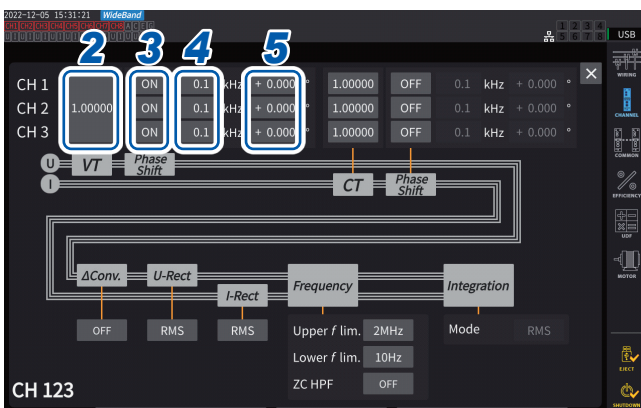 2022-12-05 15:31:21 WideBand
USB
2 3 4 5
WIRING
CH 1 ON 0.1 kHz + 0.000 ° 1.00000 OFF 0.1 kHz + 0.000 °
CH 2 1.00000 ON 0.1 kHz + 0.000 ° 1.00000 OFF 0.1 kHz + 0.000 °
CHANNEL
CH 3 ON 0.1 kHz + 0.000 ° 1.00000 OFF 0.1 kHz + 0.000 °
COMMON
U VT Phase Shift
I CT Phase Shift
EFFICIENCY
UDF
MOTOR
ΔConv. U-Rect I-Rect Frequency Integration
OFF RMS RMS Upper f lim. 2MHz Mode RMS
Lower f lim. 10Hz
ZC HPF OFF
EJECT
CH 123
SHUTDOWN